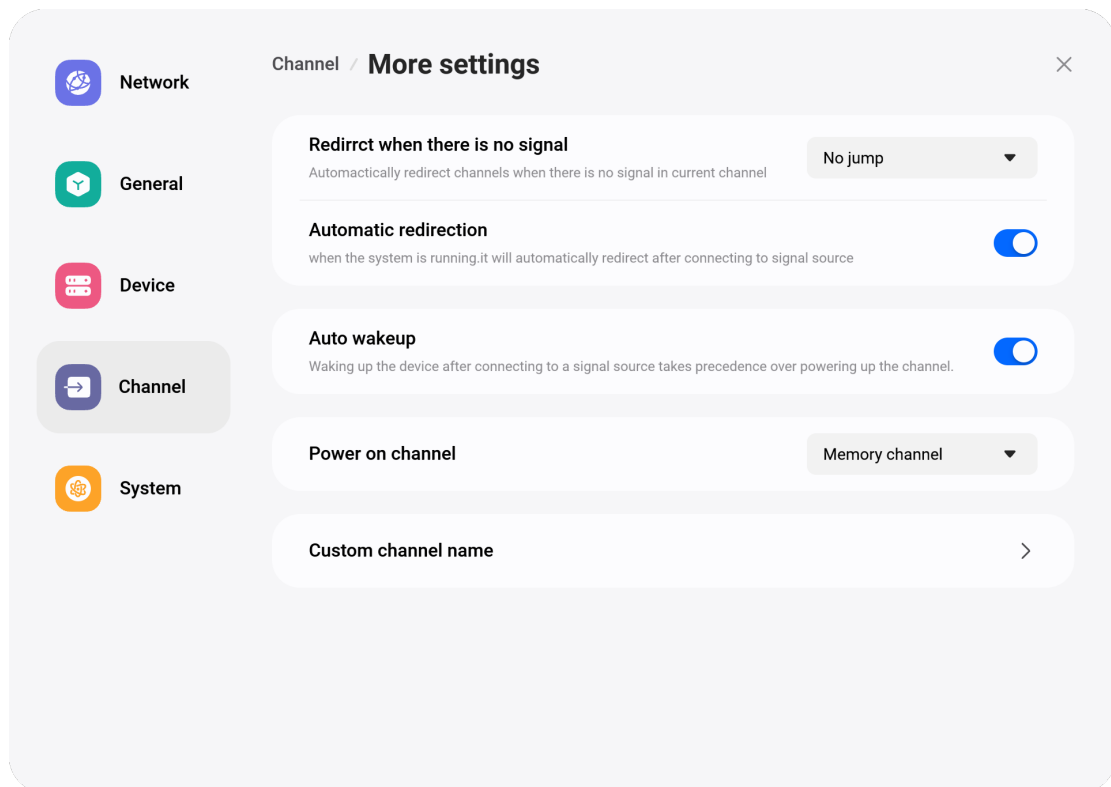 Network
General
Device
Channel
System
Channel / More settings
Redirrct when there is no signal
Automactically redirect channels when there is no signal in current channel
No jump
Automatic redirection
when the system is running.it will automatically redirect after connecting to signal source
Auto wakeup
Waking up the device after connecting to a signal source takes precedence over powering up the channel.
Power on channel
Memory channel
Custom channel name